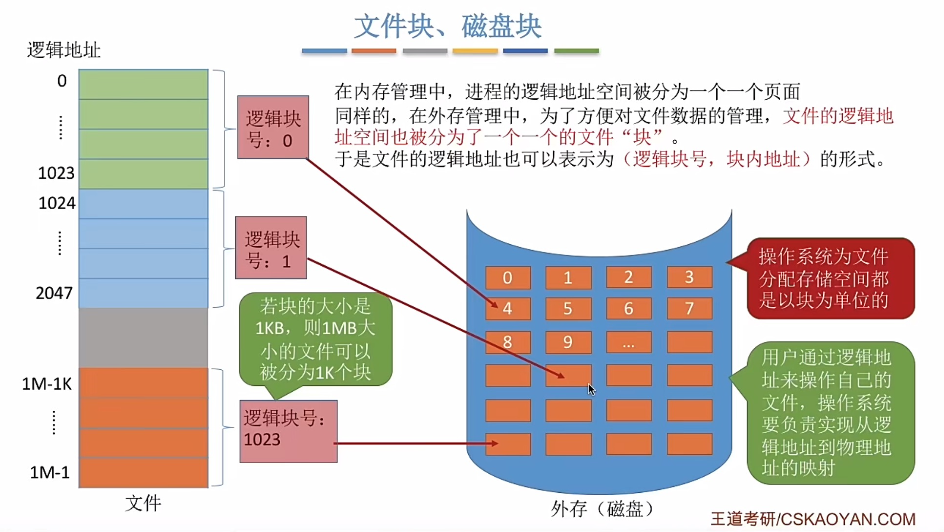 文件块、磁盘块
逻辑地址
0
……
1023
1024
……
2047
1M-1K
……
1M-1
文件
逻辑块
号：0
逻辑块
号：1
若块的大小是
1KB，则1MB大
小的文件可以
被分为1K个块
逻辑块号：
1023
在内存管理中，进程的逻辑地址空间被分为一个一个页面
同样的，在外存管理中，为了方便对文件数据的管理，文件的逻辑地
址空间也被分为了一个一个的文件“块”。
于是文件的逻辑地址也可以表示为（逻辑块号，块内地址）的形式。
0 1 2 3
4 5 6 7
8 9 …
外存（磁盘）
操作系统为文件
分配存储空间都
是以块为单位的
用户通过逻辑地
址来操作自己的
文件，操作系统
要负责实现从逻
辑地址到物理地
址的映射
王道考研/CSKAOYAN.COM